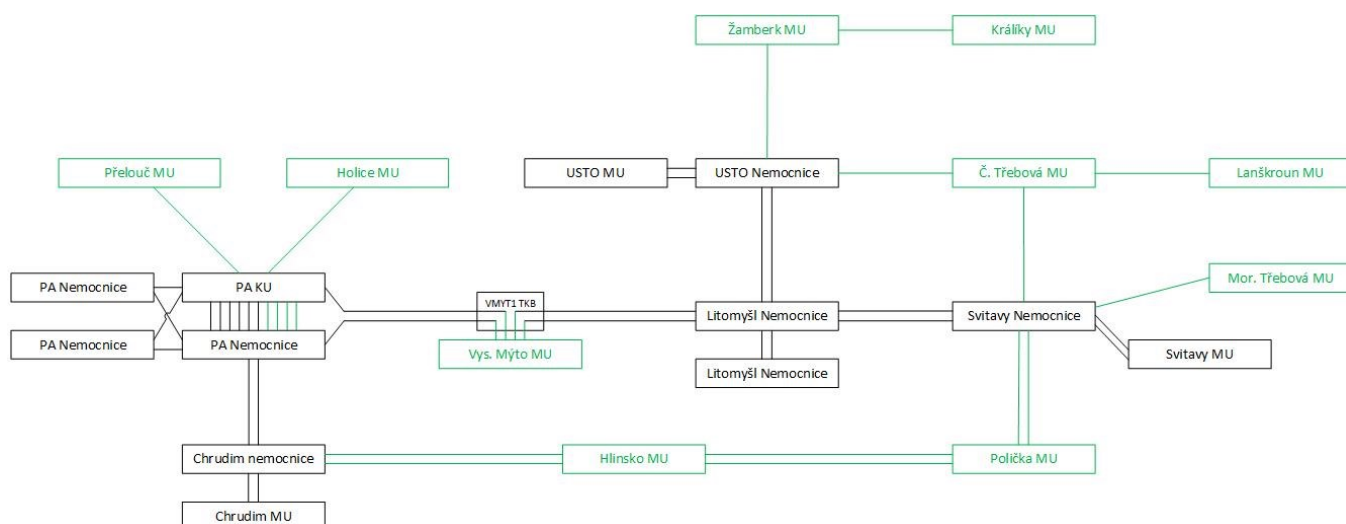 Žamberk MU
Králíky MU
Přelouč MU
Holice MU
USTO MU
USTO Nemocnice
Č. Třebová MU
Lanškroun MU
Mor. Třebová MU
PA Nemocnice
PA KU
VMYT1 TKB
Litomyšl Nemocnice
Svitavy Nemocnice
PA Nemocnice
PA Nemocnice
Vys. Mýto MU
Svitavy MU
Litomyšl Nemocnice
Chrudim nemocnice
Hlinsko MU
Polička MU
Chrudim MU